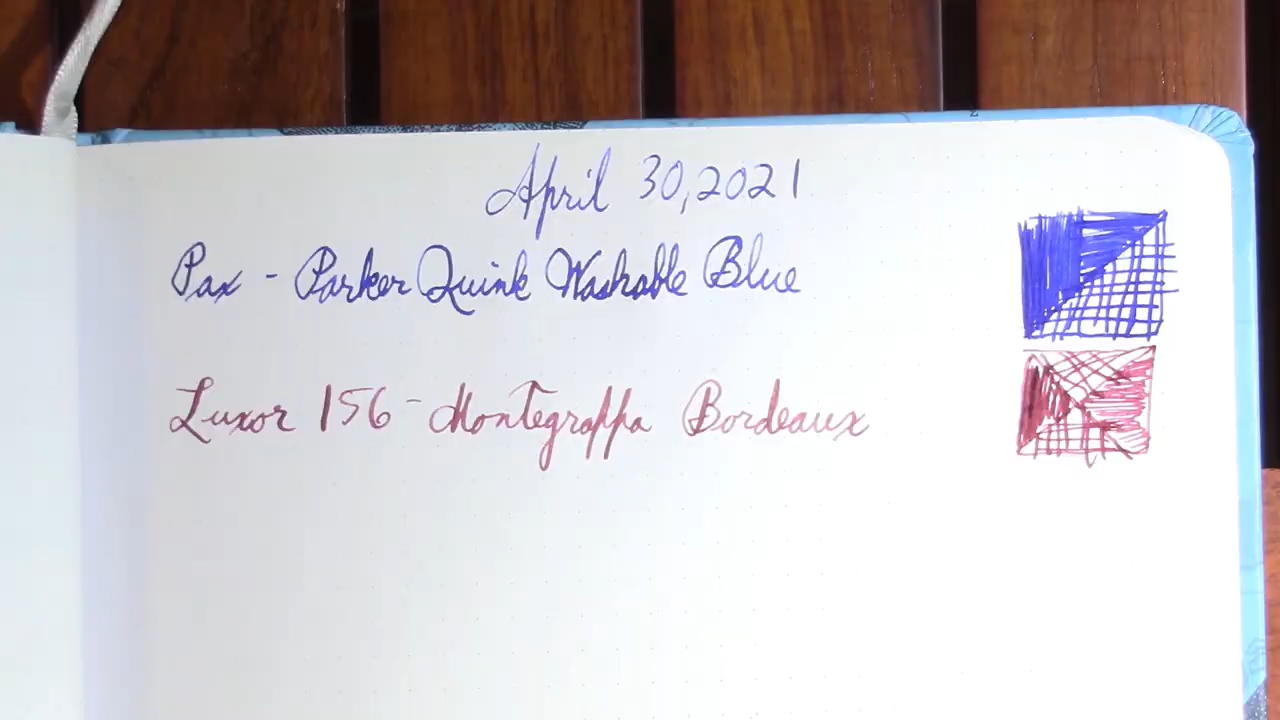 April 30, 2021
Pax - Parker Quink Washable Blue
Luxor 156 - Montegrappa Bordeaux